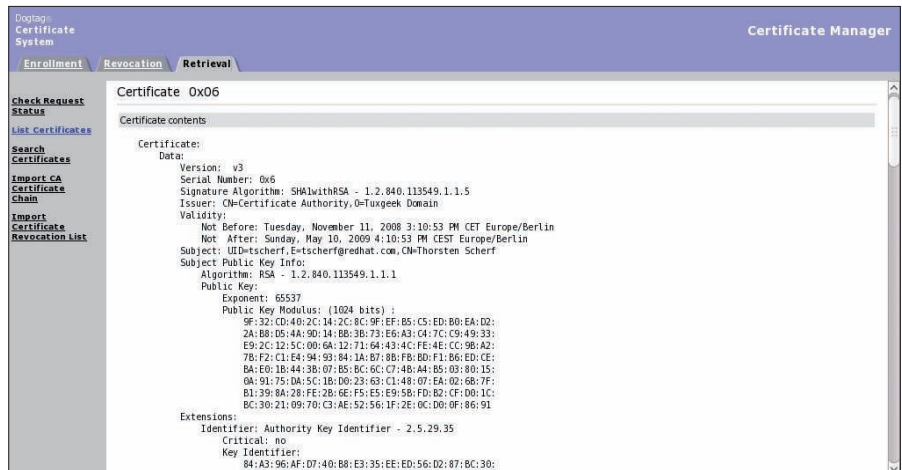 Dogtag®
Certificate
System
Certificate Manager
Enrollment
Revocation
Retrieval
Check Request
Status
List Certificates
Search
Certificates
Import CA
Certificate
Chain
Import
Certificate
Revocation List
Certificate 0x06
Certificate contents
Certificate:
Data:
Version: v3
Serial Number: 0x6
Signature Algorithm: SHA1withRSA - 1.2.840.113549.1.1.5
Issuer: CN=Certificate Authority,O=Tuxgeek Domain
Validity:
Not Before: Tuesday, November 11, 2008 3:10:53 PM CET Europe/Berlin
Not After: Sunday, May 10, 2009 4:10:53 PM CEST Europe/Berlin
Subject: UID=tscherf,E=tscherf@redhat.com,CN=Thorsten Scherf
Subject Public Key Info:
Algorithm: RSA - 1.2.840.113549.1.1.1
Public Key:
Exponent: 65537
Public Key Modulus: (1024 bits) :
9F:32:CD:40:2C:14:2C:8C:9F:EF:B5:C5:ED:B0:EA:D2:
2A:B8:D5:4A:9D:14:BB:3B:73:E6:A3:C4:7C:C9:49:33:
E9:2C:12:5C:00:6A:12:71:64:43:4C:FE:4E:CC:9B:A2:
7B:F2:C1:E4:94:93:84:1A:B7:8B:FB:BD:F1:B6:ED:CE:
BA:E0:1B:44:3B:07:B5:BC:6C:C7:4B:A4:B5:03:80:15:
0A:91:75:DA:5C:1B:D0:23:63:C1:48:07:EA:02:6B:7F:
B1:39:8A:28:FE:2B:6E:F5:E5:E9:5B:FD:B2:CF:D0:1C:
BC:30:21:09:70:C3:AE:52:56:1F:2E:0C:D0:0F:86:91
Extensions:
Identifier: Authority Key Identifier - 2.5.29.35
Critical: no
Key Identifier:
84:A3:96:AF:D7:40:B8:E3:35:EE:ED:56:D2:87:BC:30: